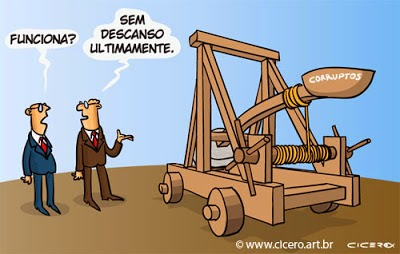 FUNCIONA?
SEM
DESCANSO
ULTIMAMENTE.
CORRUPTOS
© www.cicero.art.br
CICERO